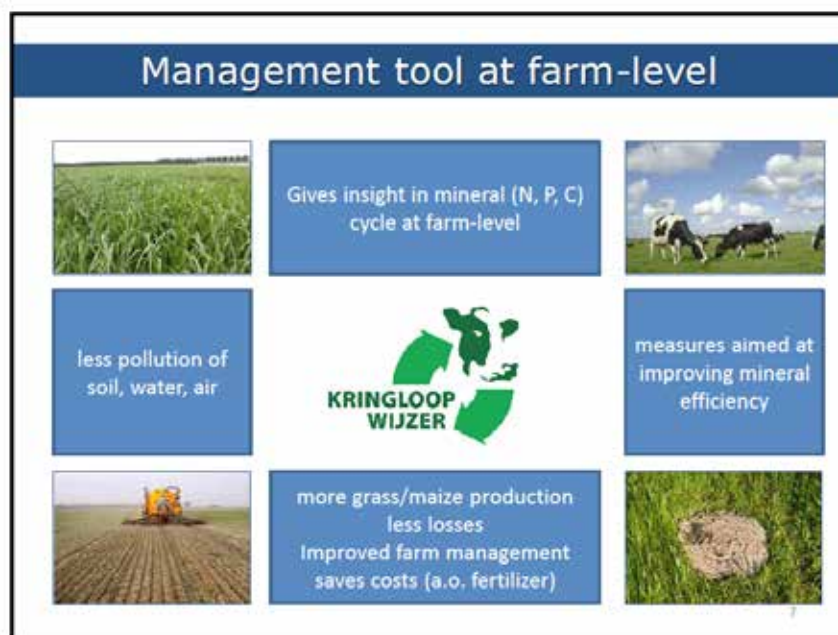 Management tool at farm-level
Gives insight in mineral (N, P, C)
cycle at farm-level
less pollution of
soil, water, air
KRINGLOOP
WIJZER
measures aimed at
improving mineral
efficiency
more grass/maize production
less losses
Improved farm management
saves costs (a.o. fertilizer)
7